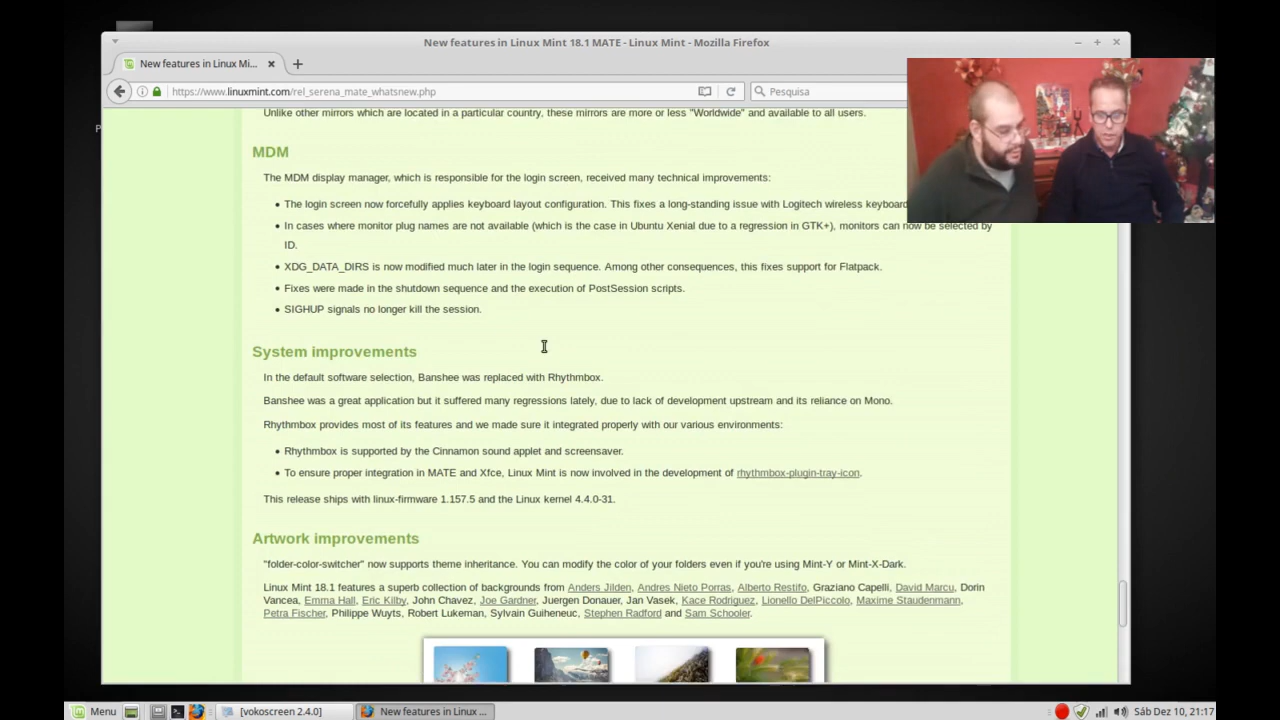 New features in Linux Mint 18.1 MATE - Linux Mint - Mozilla Firefox
New features in Linux Mi...
https://www.linuxmint.com/rel_serena_mate_whatsnew.php
Pesquisa
P
Unlike other mirrors which are located in a particular country, these mirrors are more or less "Worldwide" and available to all users.
MDM
The MDM display manager, which is responsible for the login screen, received many technical improvements:
The login screen now forcefully applies keyboard layout configuration. This fixes a long-standing issue with Logitech wireless keyboard
In cases where monitor plug names are not available (which is the case in Ubuntu Xenial due to a regression in GTK+), monitors can now be selected by
ID.
XDG_DATA_DIRS is now modified much later in the login sequence. Among other consequences, this fixes support for Flatpack.
Fixes were made in the shutdown sequence and the execution of PostSession scripts.
SIGHUP signals no longer kill the session.
System improvements
In the default software selection, Banshee was replaced with Rhythmbox.
Banshee was a great application but it suffered many regressions lately, due to lack of development upstream and its reliance on Mono.
Rhythmbox provides most of its features and we made sure it integrated properly with our various environments:
Rhythmbox is supported by the Cinnamon sound applet and screensaver.
To ensure proper integration in MATE and Xfce, Linux Mint is now involved in the development of rhythmbox-plugin-tray-icon.
This release ships with linux-firmware 1.157.5 and the Linux kernel 4.4.0-31.
Artwork improvements
"folder-color-switcher" now supports theme inheritance. You can modify the color of your folders even if you're using Mint-Y or Mint-X-Dark.
Linux Mint 18.1 features a superb collection of backgrounds from Anders Jilden, Andres Nieto Porras, Alberto Restifo, Graziano Capelli, David Marcu, Dorin
Vancea, Emma Hall, Eric Kilby, John Chavez, Joe Gardner, Juergen Donauer, Jan Vasek, Kace Rodriguez, Lionello DelPiccolo, Maxime Staudenmann,
Petra Fischer, Philippe Wuyts, Robert Lukeman, Sylvain Guiheneuc, Stephen Radford and Sam Schooler.
Menu
[vokoscreen 2.4.0]
New features in Linux ...
Sáb Dez 10, 21:17